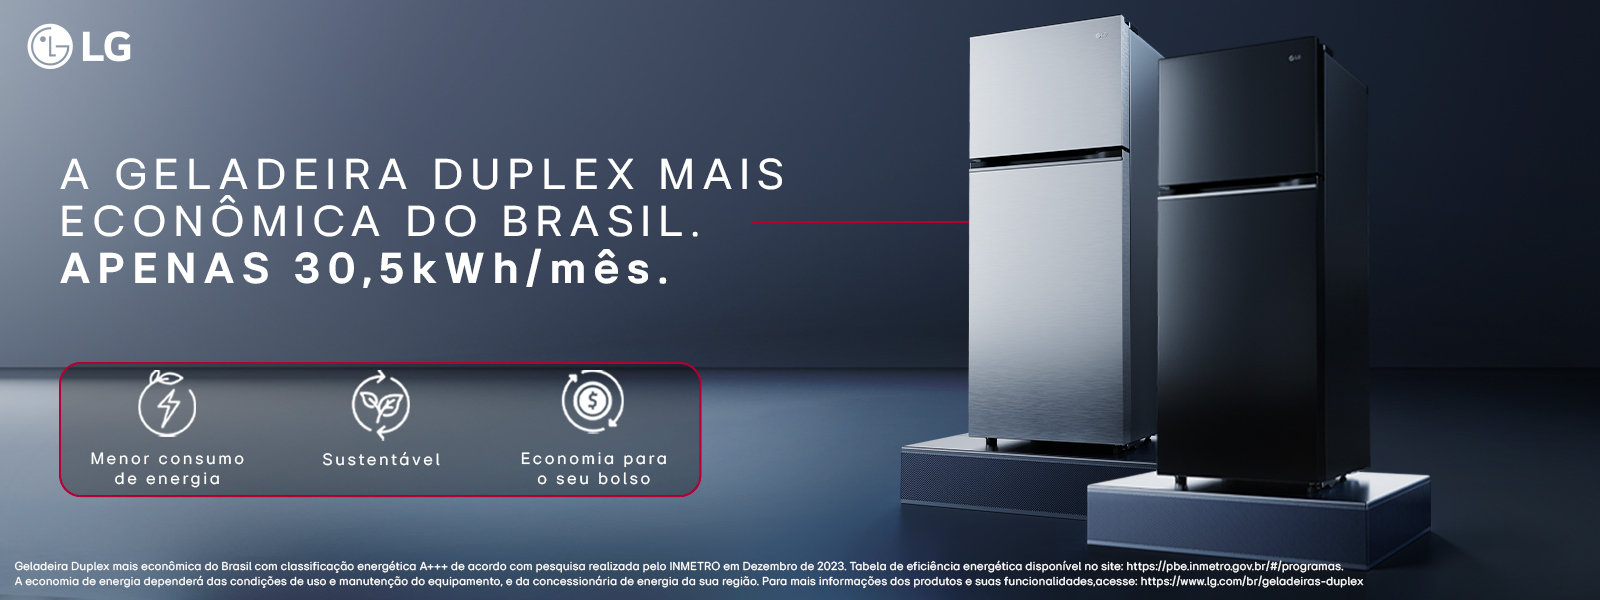 LG
A GELADEIRA DUPLEX MAIS
ECONÔMICA DO BRASIL.
APENAS 30,5kWh/mês.
Menor consumo
de energia
Sustentável
Economia para
o seu bolso
Geladeira Duplex mais econômica do Brasil com classificação energética A+++ de acordo com pesquisa realizada pelo INMETRO em Dezembro de 2023. Tabela de eficiência energética disponível no site: https://pbe.inmetro.gov.br/#/programas.
A economia de energia dependerá das condições de uso e manutenção do equipamento, e da concessionária de energia da sua região. Para mais informações dos produtos e suas funcionalidades,acesse: https://www.lg.com/br/geladeiras-duplex